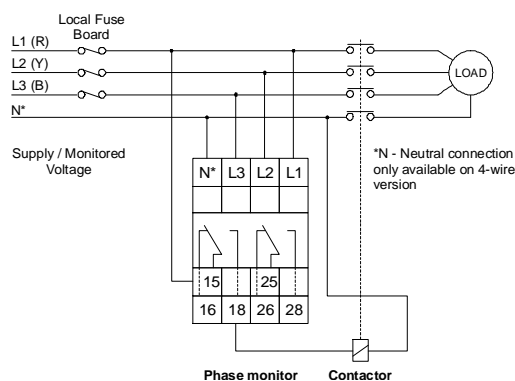 Local Fuse
Board
L1 (R)
L2 (Y)
L3 (B)
N*
LOAD
Supply / Monitored
Voltage
*N - Neutral connection
only available on 4-wire
version
N* L3 L2 L1
15 25
16 18 26 28
Phase monitor Contactor